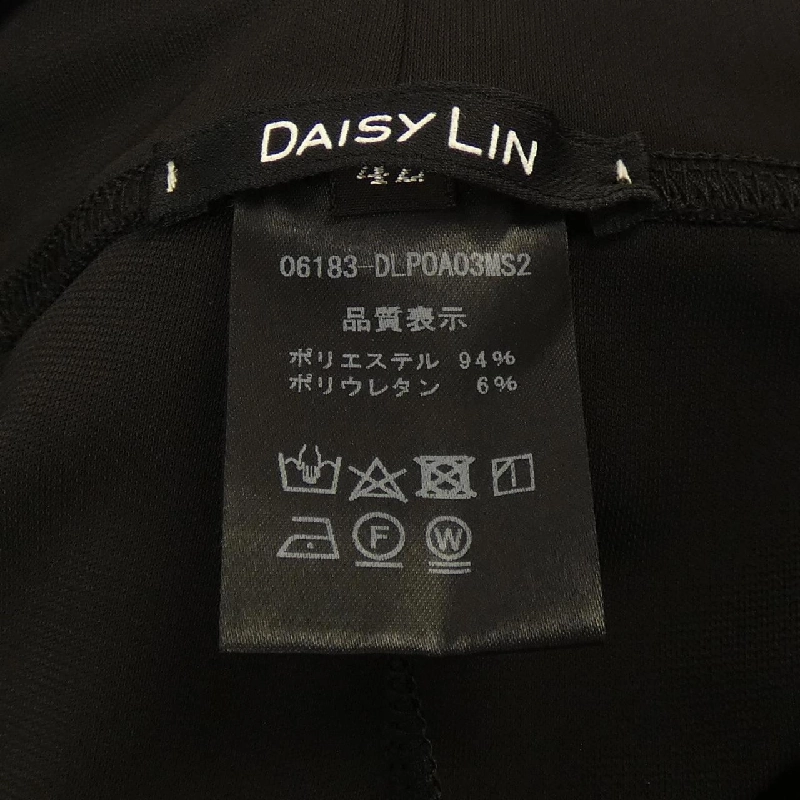 DAISY LIN
06183-DLPOA03MS2
品質表示
ポリエステル 94%
ポリウレタン 6%
F W